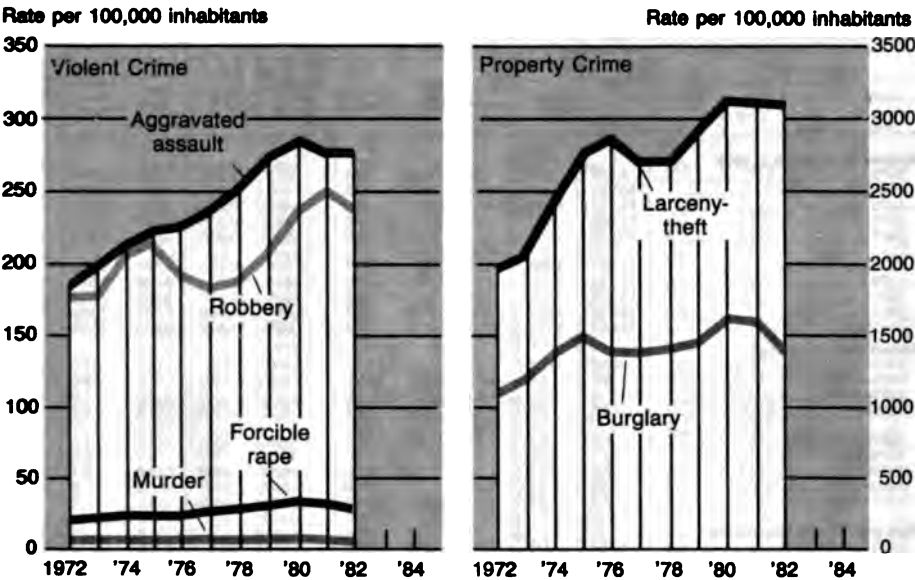 Rate per 100,000 inhabitants
350
300
250
200
150
100
50
0
Violent Crime
Aggravated
assault
Robbery
Forcible
rape
Murder
1972 '74 '76 '78 '80 '82 '84
Rate per 100,000 inhabitants
3500
3000
2500
2000
1500
1000
500
0
Property Crime
Larceny-
theft
Burglary
1972 '74 '76 '78 '80 '82 '84